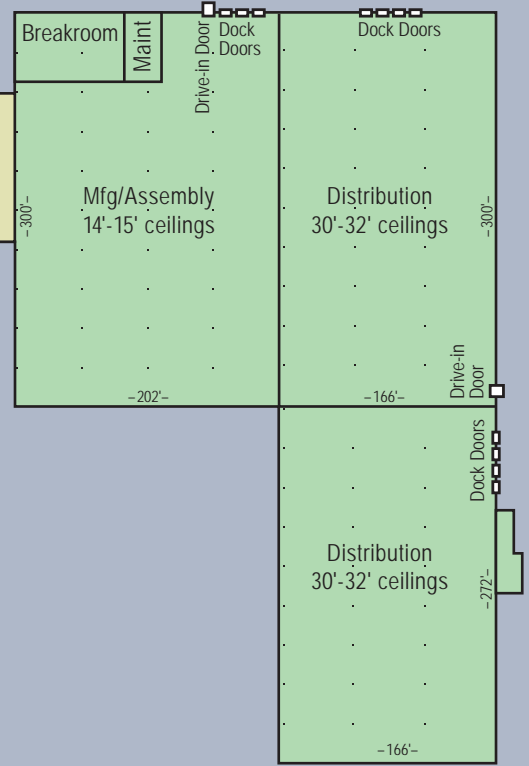 Breakroom
Maint
Drive-in Door
Dock
Doors
Dock Doors
Mfg/Assembly
14'-15' ceilings
Distribution
30'-32' ceilings
–300'–
–300'–
Drive-in
Door
–202'–
–166'–
Dock Doors
Distribution
30'-32' ceilings
–272'–
–166'–